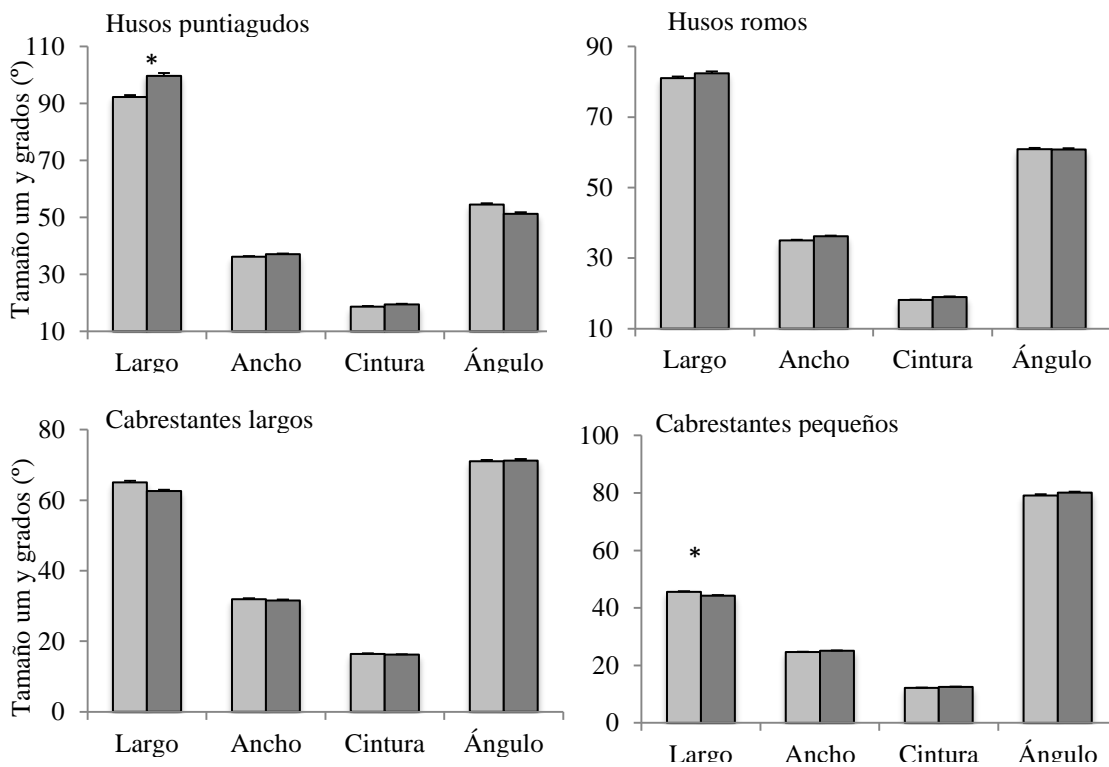 Husos puntiagudos
Tamaño um y grados (º)
110
90
70
50
30
10
*
Largo Ancho Cintura Ángulo
Husos romos
90
70
50
30
10
Largo Ancho Cintura Ángulo
Cabrestantes largos
Tamaño um y grados (º)
80
60
40
20
0
Largo Ancho Cintura Ángulo
Cabrestantes pequeños
100
80
60
40
20
0
*
Largo Ancho Cintura Ángulo